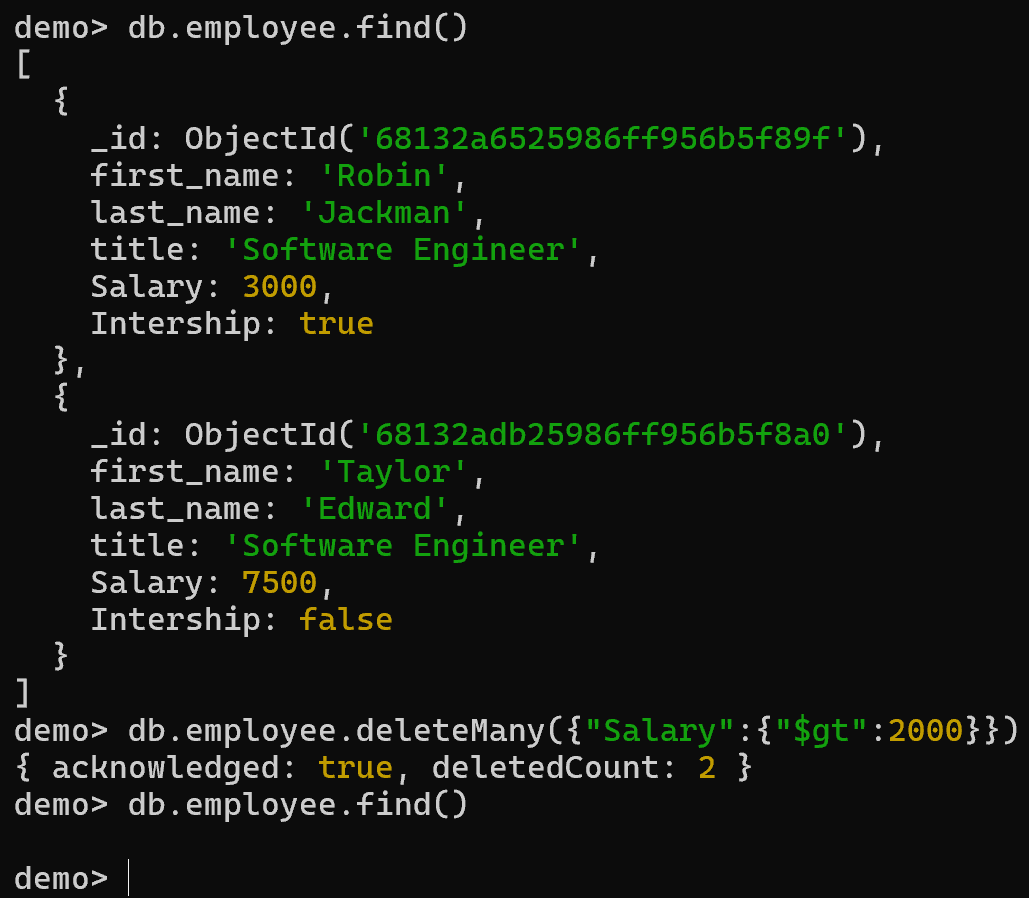 demo> db.employee.find()
[
  {
    _id: ObjectId('68132a6525986ff956b5f89f'),
    first_name: 'Robin',
    last_name: 'Jackman',
    title: 'Software Engineer',
    Salary: 3000,
    Intership: true
  },
  {
    _id: ObjectId('68132adb25986ff956b5f8a0'),
    first_name: 'Taylor',
    last_name: 'Edward',
    title: 'Software Engineer',
    Salary: 7500,
    Intership: false
  }
]
demo> db.employee.deleteMany({"Salary":{"$gt":2000}})
{ acknowledged: true, deletedCount: 2 }
demo> db.employee.find()

demo>